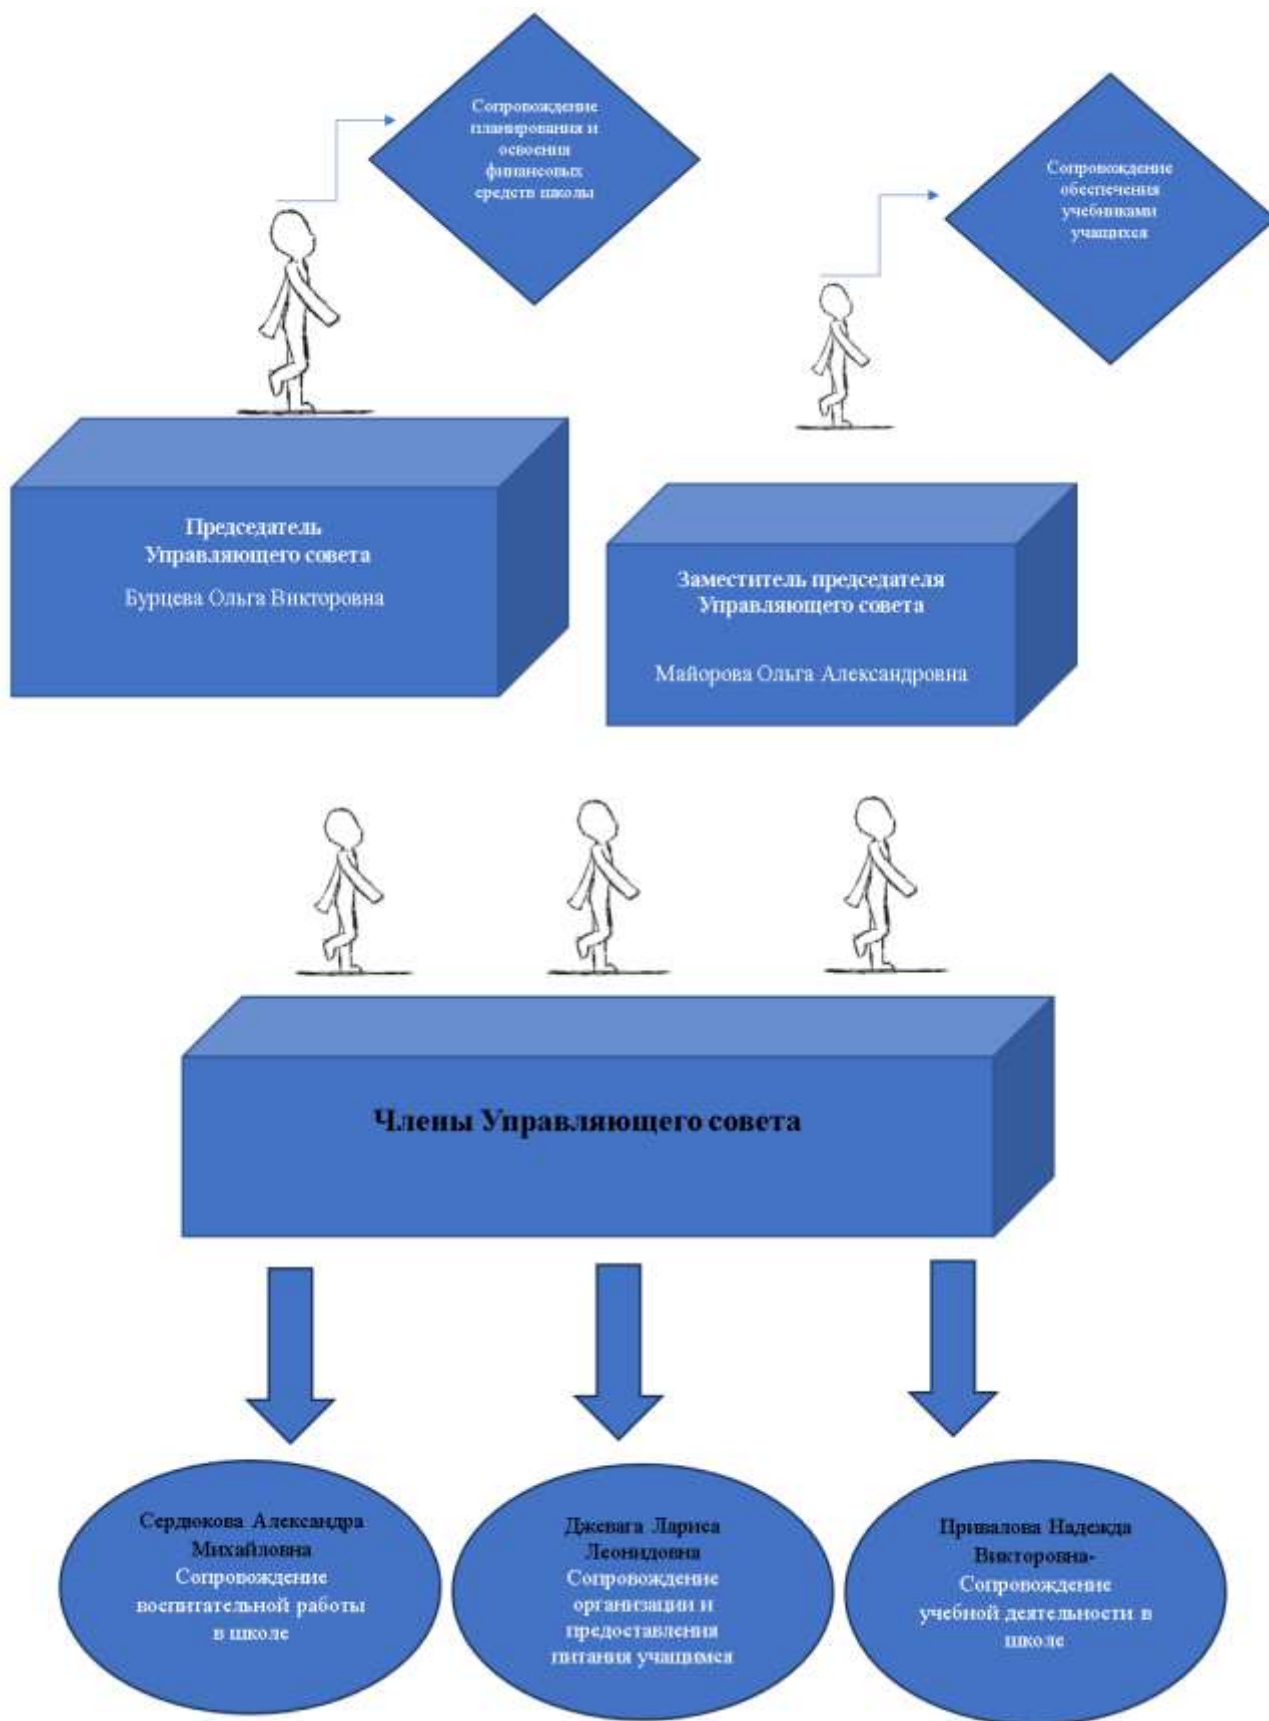 Сопровождение
планирования и
освоения
финансовых
средств школы
Сопровождение
обеспечения
учебниками
учащихся
Председатель
Управляющего совета
Бурцева Ольга Викторовна
Заместитель председателя
Управляющего совета
Майорова Ольга Александровна
Члены Управляющего совета
Сердюкова Александра
Михайловна
Сопровождение
воспитательной работы
в школе
Джевага Лариса
Леонидовна
Сопровождение
организации и
предоставления
питания учащимся
Привалова Надежда
Викторовна-
Сопровождение
учебной деятельности в
школе